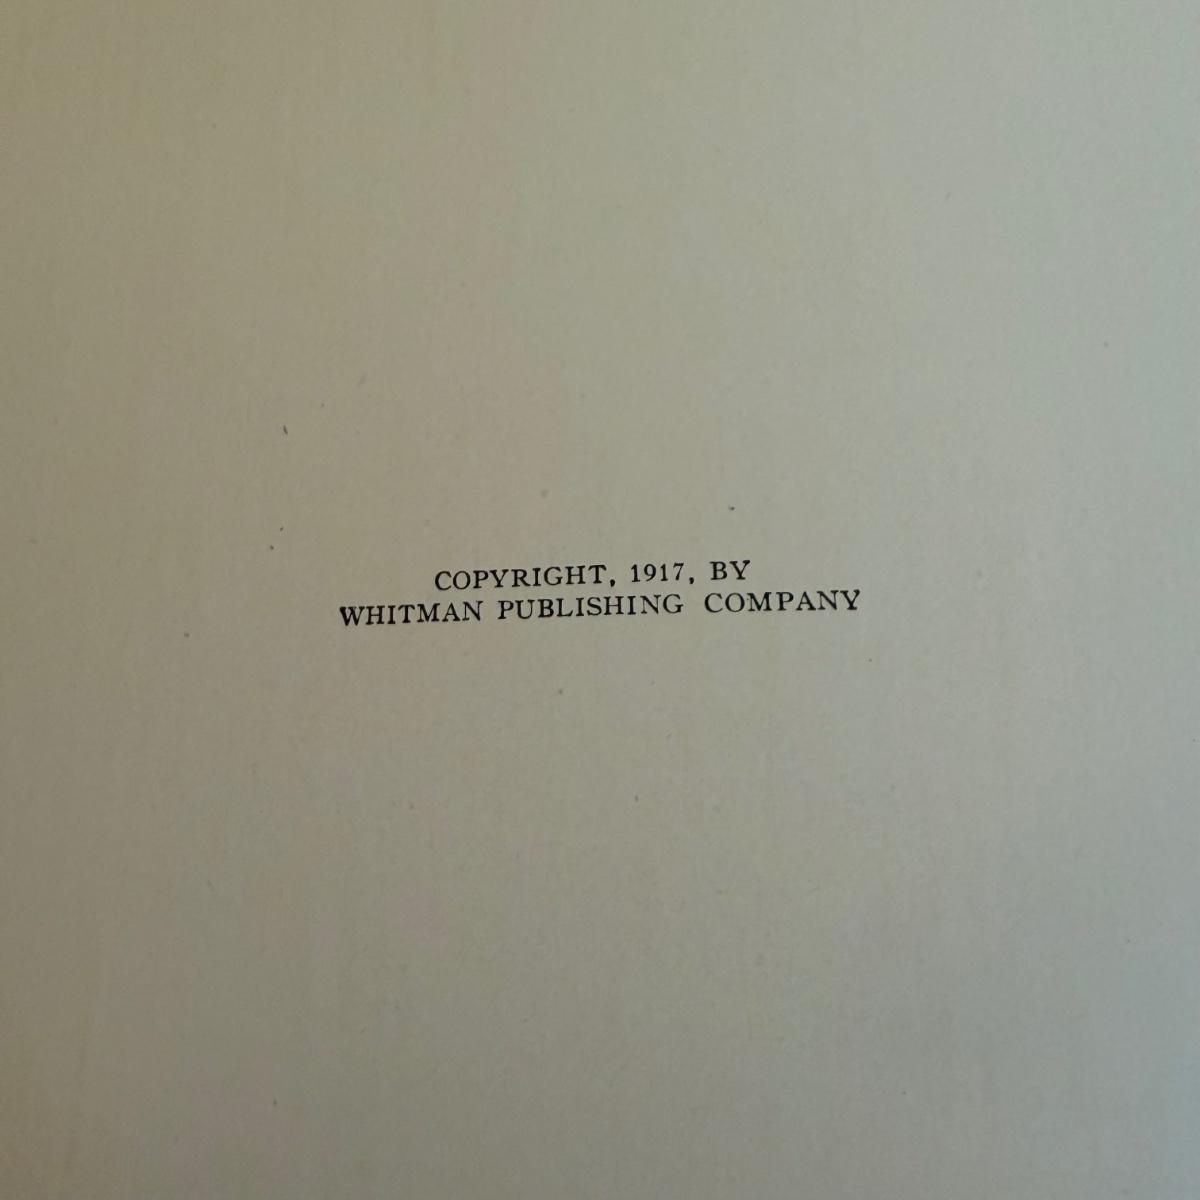 COPYRIGHT, 1917, BY
WHITMAN PUBLISHING COMPANY